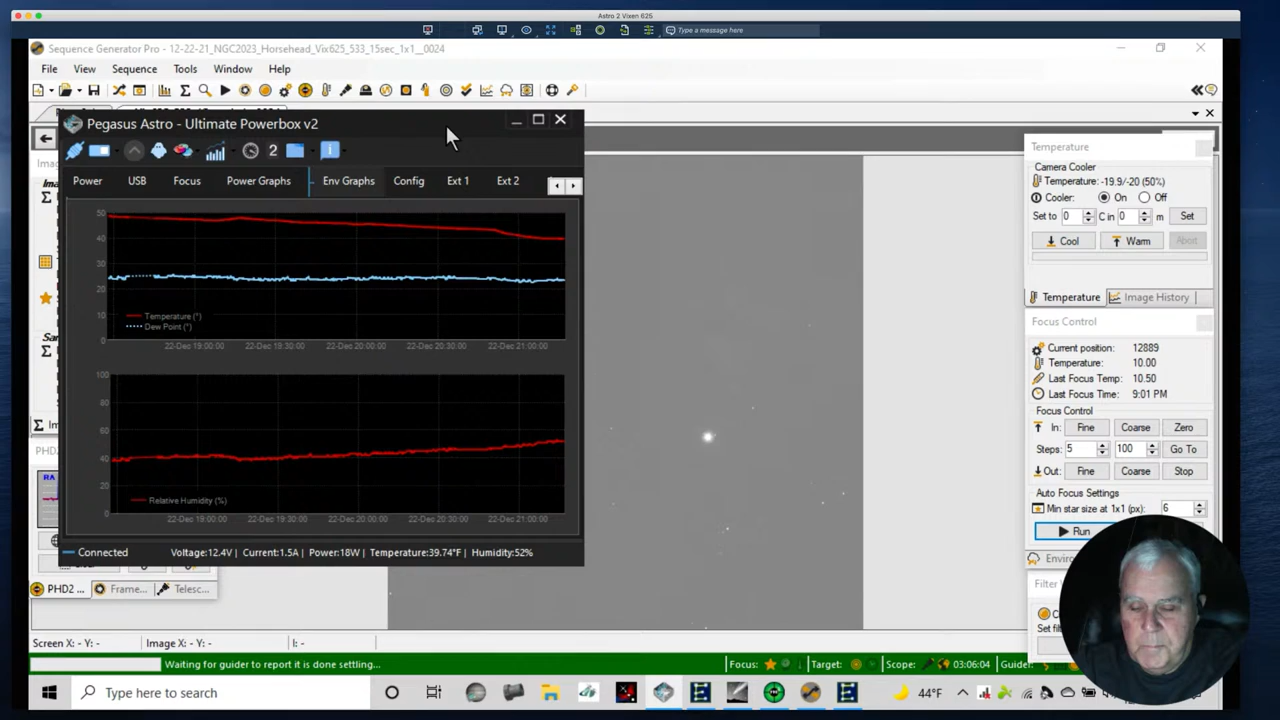 Astro 2 Vixen 625
Type a message here
Sequence Generator Pro - 12-22-21_NGC2023_Horsehead_Vix625_533_15sec_1x1__0024
File View Sequence Tools Window Help
Pegasus Astro - Ultimate Powerbox v2
2
Power USB Focus Power Graphs Env Graphs Config Ext 1 Ext 2
50
40
30
20
10
0
Temperature (°)
Dew Point (°)
22-Dec 19:00:00 22-Dec 19:30:00 22-Dec 20:00:00 22-Dec 20:30:00 22-Dec 21:00:00
100
80
60
40
20
0
Relative Humidity (%)
22-Dec 19:00:00 22-Dec 19:30:00 22-Dec 20:00:00 22-Dec 20:30:00 22-Dec 21:00:00
Connected Voltage:12.4V| Current:1.5A| Power:18W| Temperature:39.74°F| Humidity:52%
PHD2 ... Frame... Telesc...
Temperature
Camera Cooler
Temperature: -19.9/-20 (50%)
Cooler: On Off
Set to 0 C in 0 m Set
Cool Warm Abort
Temperature Image History
Focus Control
Current position: 12889
Temperature: 10.00
Last Focus Temp: 10.50
Last Focus Time: 9:01 PM
Focus Control
In: Fine Coarse Zero
Steps: 5 100 Go To
Out: Fine Coarse Stop
Auto Focus Settings
Min star size at 1x1 (px): 6
Run
Screen X: - Y: - Image X: - Y: - I: -
Waiting for guider to report it is done settling... Focus: Target: Scope: 03:06:04 Guider:
Type here to search 44°F